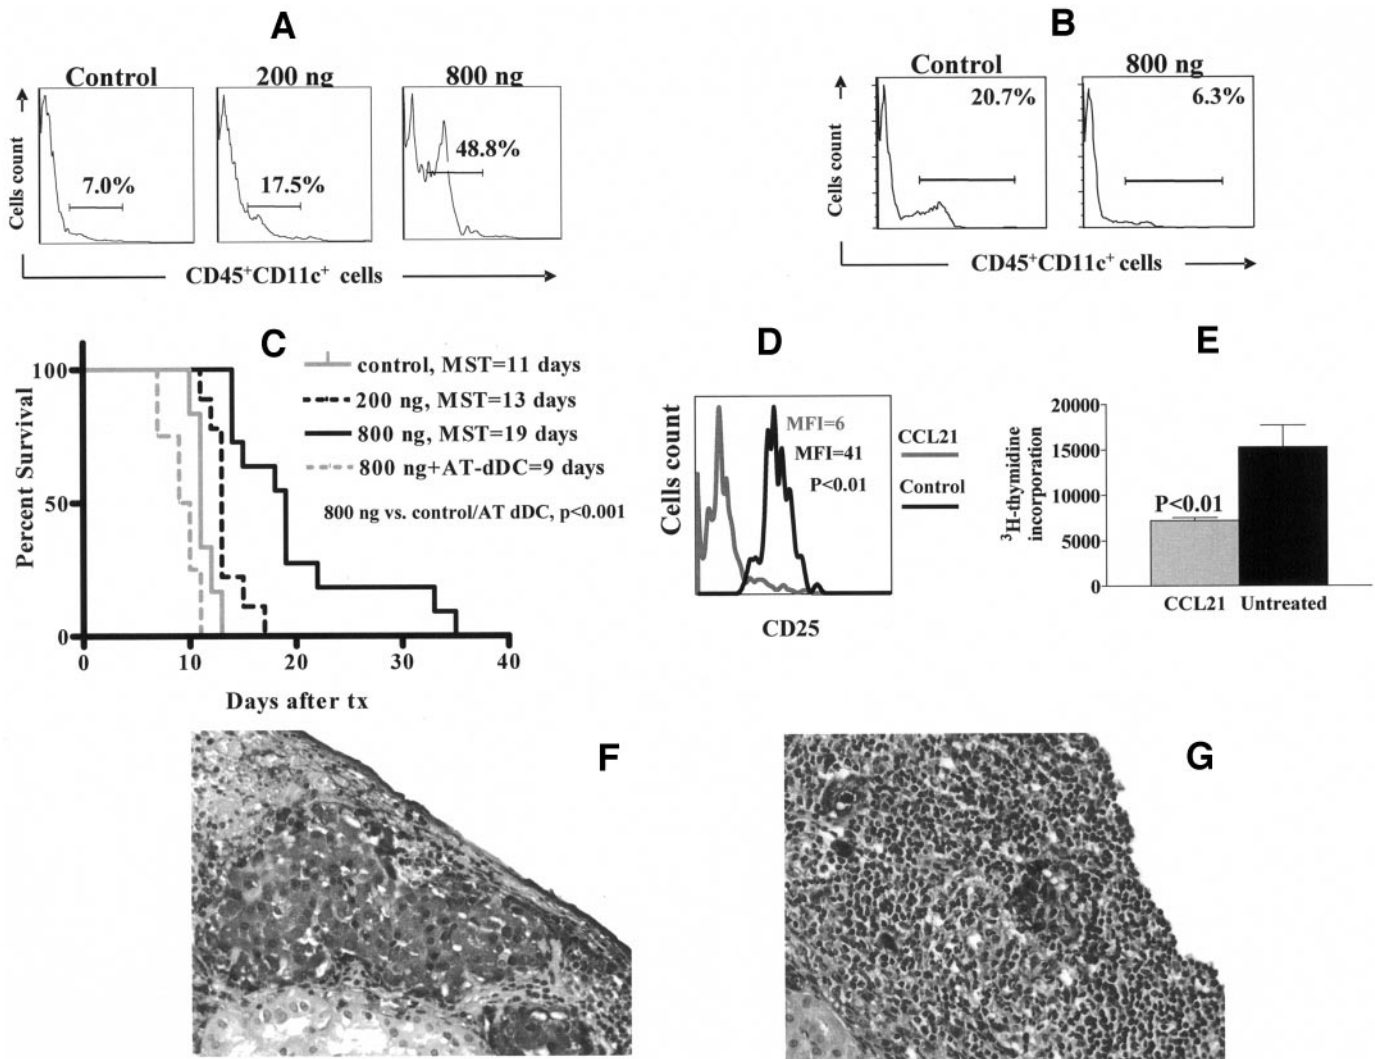 A
Control
200 ng
800 ng
Cells count
7.0%
17.5%
48.8%
CD45+CD11c+ cells
B
Control
800 ng
Cells count
20.7%
6.3%
CD45+CD11c+ cells
C
Percent Survival
100
50
0
0
10
20
30
40
Days after tx
control, MST=11 days
200 ng, MST=13 days
800 ng, MST=19 days
800 ng+AT-dDC=9 days
800 ng vs. control/AT dDC, p<0.001
D
Cells count
MFI=6
MFI=41
P<0.01
CCL21
Control
CD25
E
3H-thymidine
incorporation
20000
15000
10000
5000
0
P<0.01
CCL21 Untreated
F
G